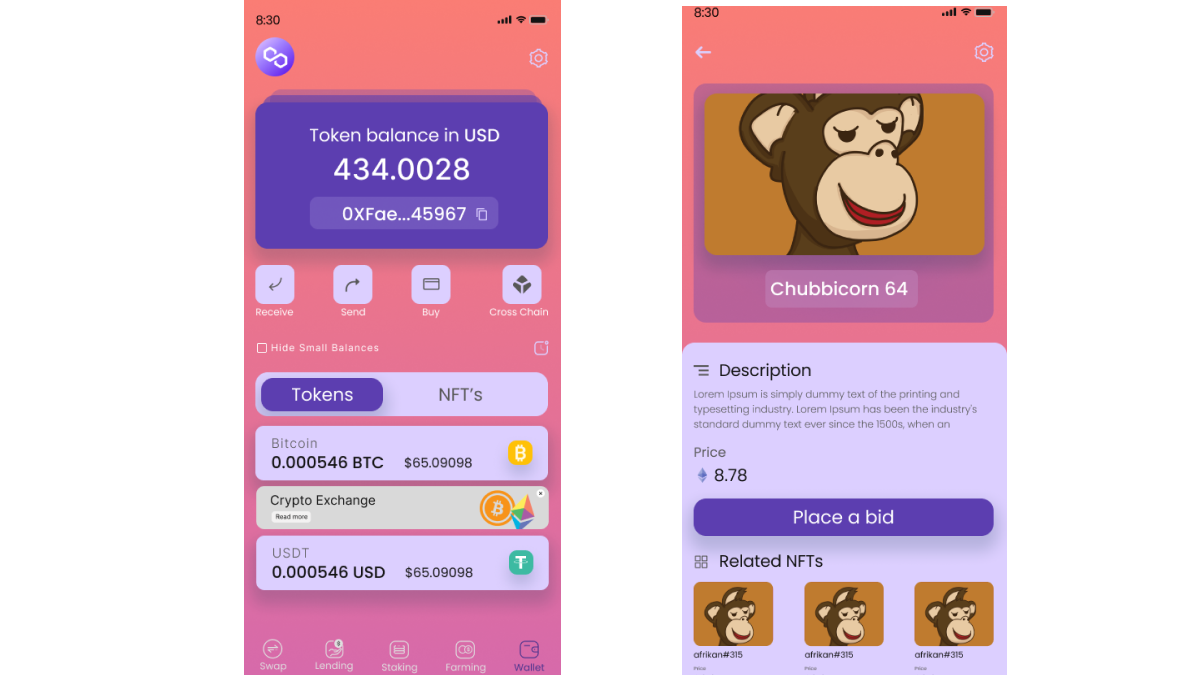 8:30
Token balance in USD
434.0028
0XFae...45967
Receive
Send
Buy
Cross Chain
Hide Small Balances
Tokens
NFT’s
Bitcoin
0.000546 BTC
$65.09098
Crypto Exchange
Read more
USDT
0.000546 USD
$65.09098
Swap
Lending
Staking
Farming
Wallet
8:30
Chubbicorn 64
Description
Lorem Ipsum is simply dummy text of the printing and
typesetting industry. Lorem Ipsum has been the industry's
standard dummy text ever since the 1500s, when an
Price
8.78
Place a bid
Related NFTs
afrikan#315
afrikan#315
afrikan#315
Price
Price
Price